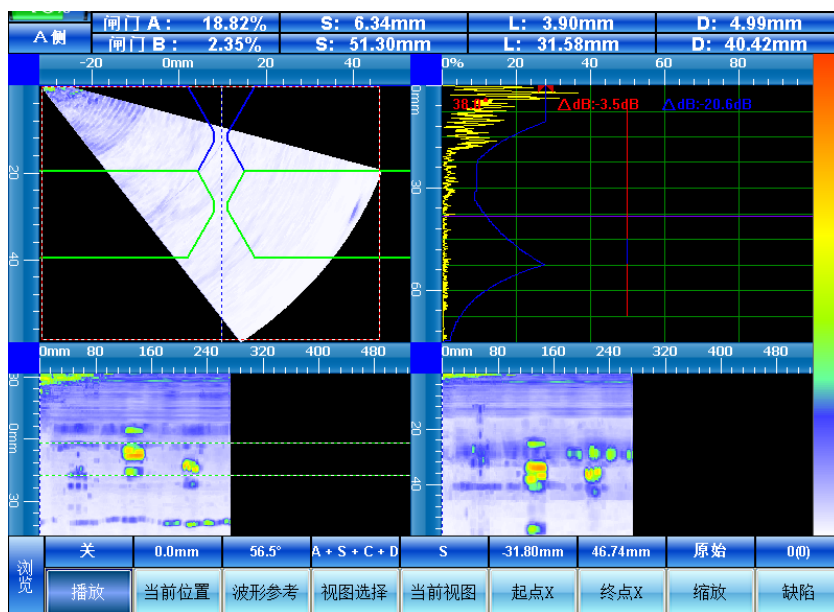 闸门 A： 18.82% S: 6.34mm L: 3.90mm D: 4.99mm
A 侧
闸门 B： 2.35% S: 51.30mm L: 31.58mm D: 40.42mm
-20 0mm 20 40
0% 20 40 60 80
0mm
△dB:-3.5dB △dB:-20.6dB
20
30
40
60
0mm 80 160 240 320 400 480
0mm 80 160 240 320 400 480
20
0mm
40
30
浏览
关 0.0mm 56.5° A + S + C + D S -31.80mm 46.74mm 原始 0(0)
播放 当前位置 波形参考 视图选择 当前视图 起点X 终点X 缩放 缺陷